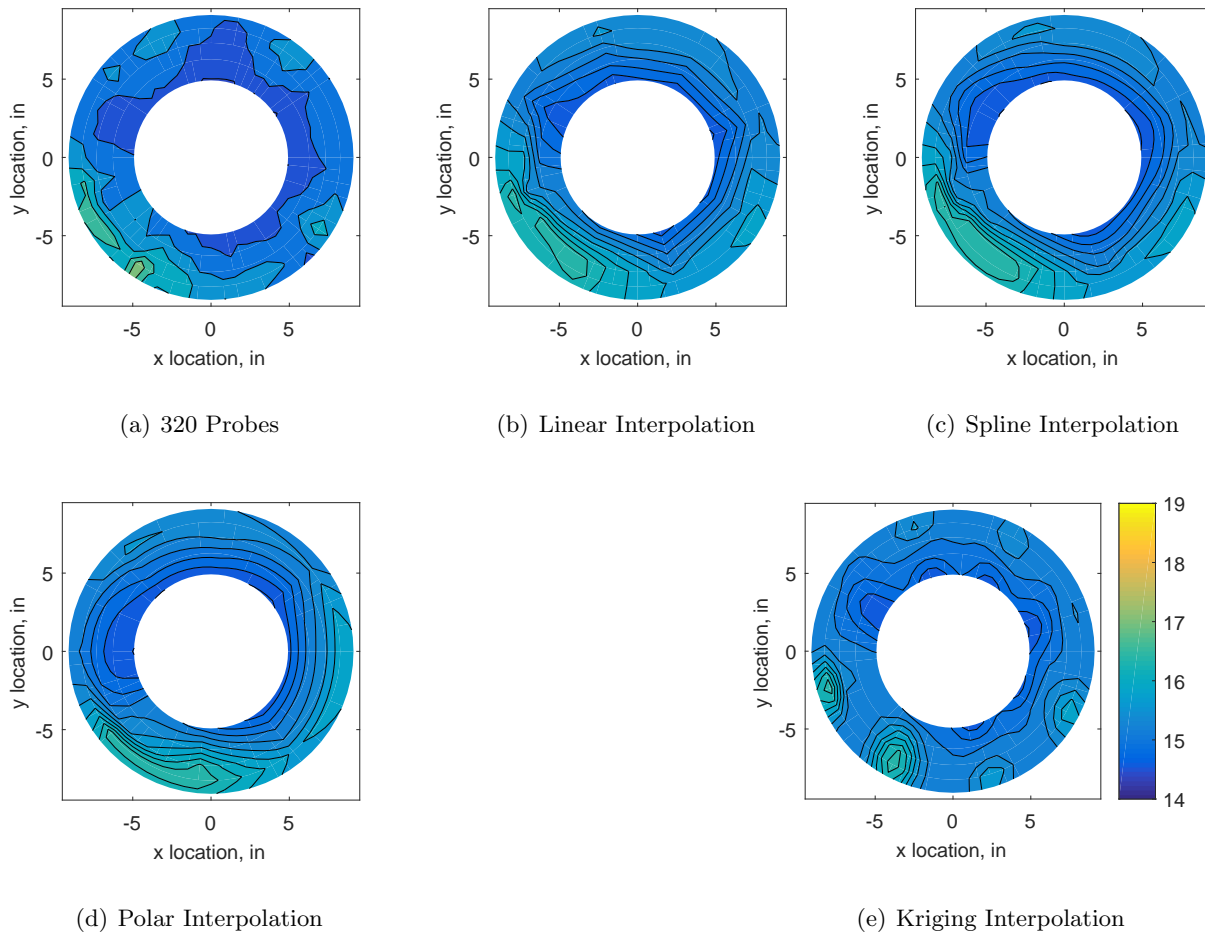 5
0
-5
y location, in
-5 0 5
x location, in
(a) 320 Probes
5
0
-5
y location, in
-5 0 5
x location, in
(b) Linear Interpolation
5
0
-5
y location, in
-5 0 5
x location, in
(c) Spline Interpolation
5
0
-5
y location, in
-5 0 5
x location, in
(d) Polar Interpolation
5
0
-5
y location, in
-5 0 5
x location, in
19
18
17
16
15
14
(e) Kriging Interpolation